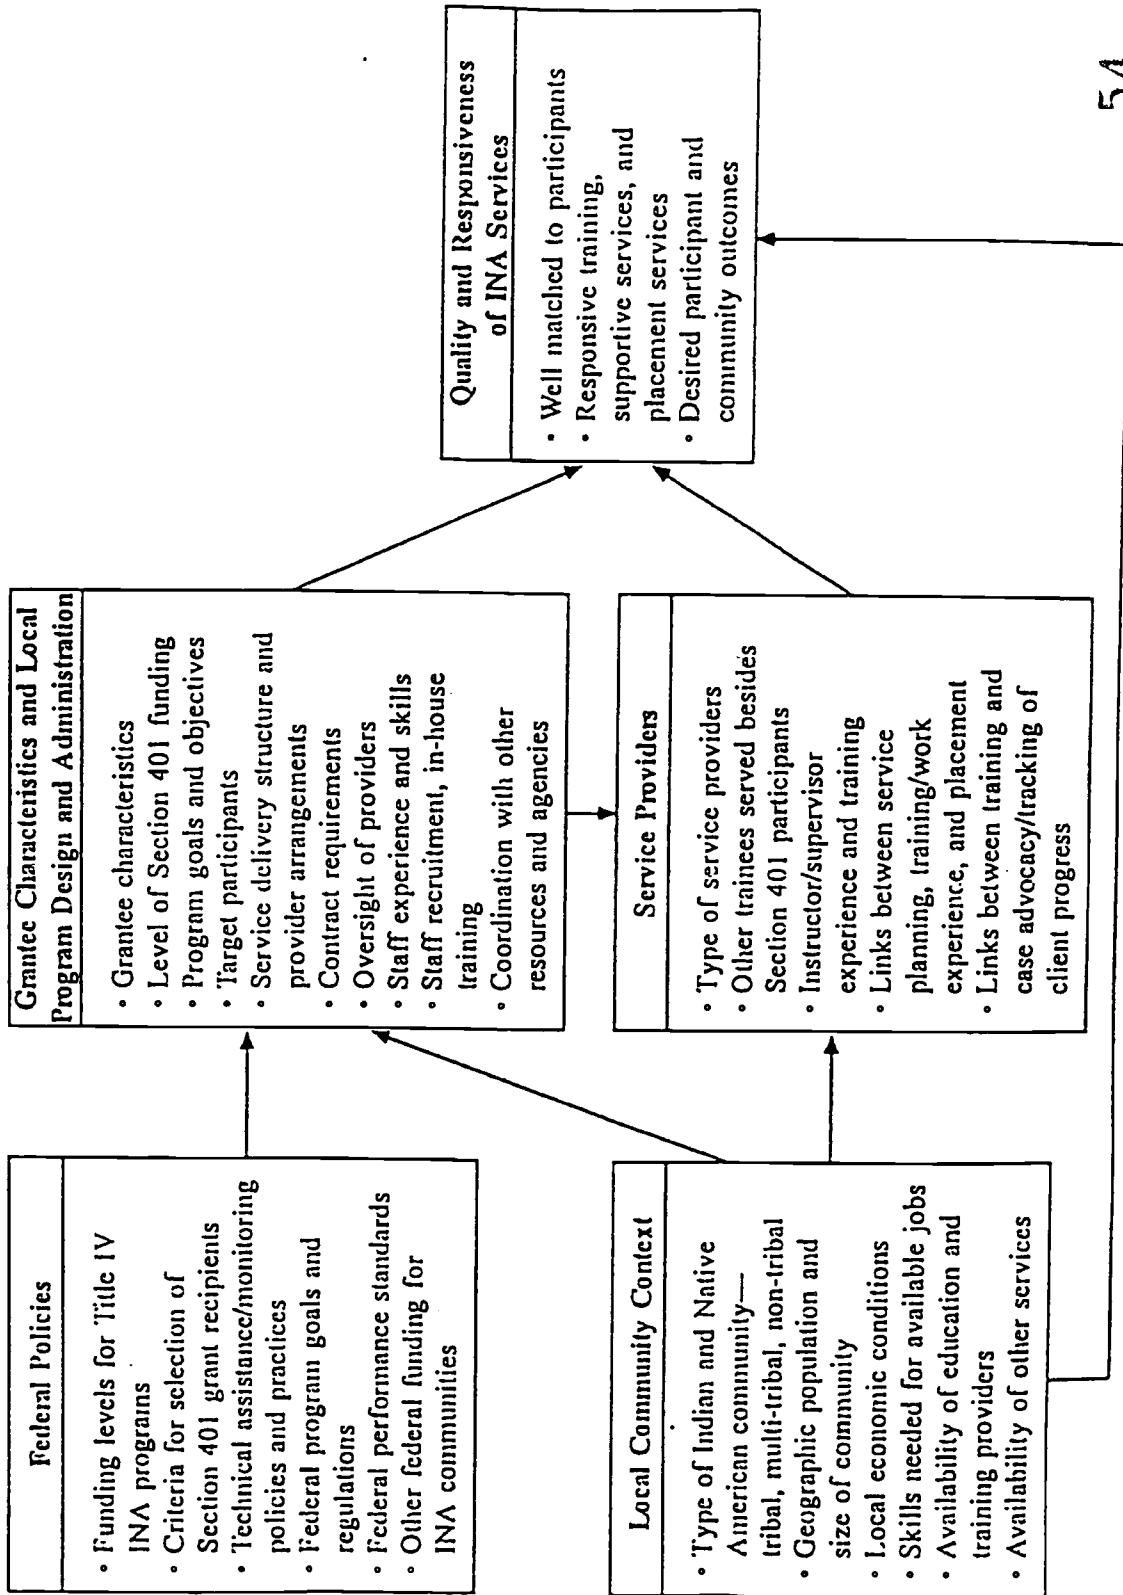 Federal Policies
• Funding levels for Title IV
INA programs
• Criteria for selection of
Section 401 grant recipients
• Technical assistance/monitoring
policies and practices
• Federal program goals and
regulations
• Federal performance standards
• Other federal funding for
INA communities
Local Community Context
• Type of Indian and Native
American community—
tribal, multi-tribal, non-tribal
• Geographic population and
size of community
• Local economic conditions
• Skills needed for available jobs
• Availability of education and
training providers
• Availability of other services
Grantee Characteristics and Local
Program Design and Administration
• Grantee characteristics
• Level of Section 401 funding
• Program goals and objectives
• Target participants
• Service delivery structure and
provider arrangements
• Contract requirements
• Oversight of providers
• Staff experience and skills
• Staff recruitment, in-house
training
• Coordination with other
resources and agencies
Service Providers
• Type of service providers
• Other trainees served besides
Section 401 participants
• Instructor/supervisor
experience and training
• Links between service
planning, training/work
experience, and placement
• Links between training and
case advocacy/tracking of
client progress
Quality and Responsiveness
of INA Services
• Well matched to participants
• Responsive training,
supportive services, and
placement services
• Desired participant and
community outcomes
54